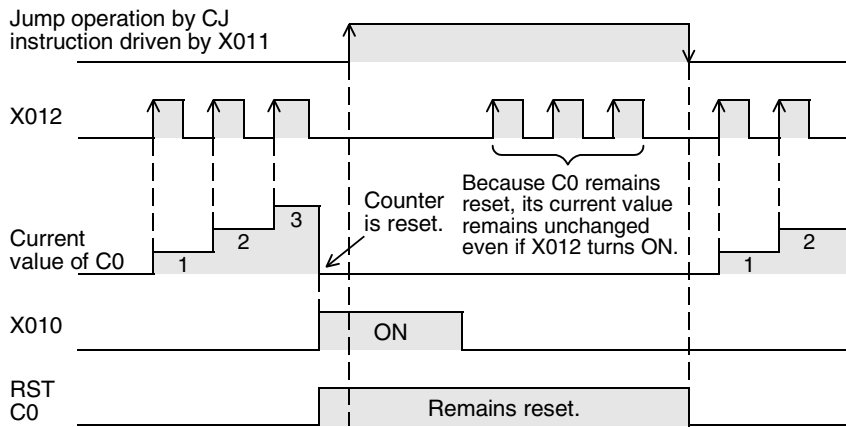 Jump operation by CJ
instruction driven by X011
X012
Because C0 remains
reset, its current value
remains unchanged
even if X012 turns ON.
Counter
is reset.
Current
value of C0
1
2
3
1
2
X010
ON
RST
C0
Remains reset.